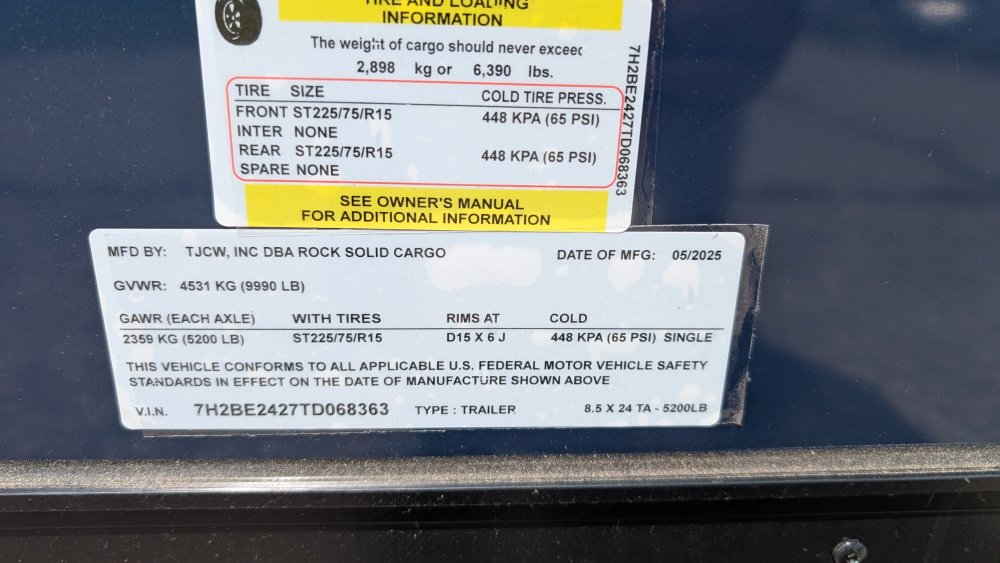 TIRE AND LOADING
INFORMATION
The weight of cargo should never exceed
2,898 kg or 6,390 lbs.
TIRE SIZE COLD TIRE PRESS.
FRONT ST225/75/R15 448 KPA (65 PSI)
INTER NONE
REAR ST225/75/R15 448 KPA (65 PSI)
SPARE NONE
7H2BE2427TD068363
SEE OWNER'S MANUAL
FOR ADDITIONAL INFORMATION
MFD BY: TJCW, INC DBA ROCK SOLID CARGO DATE OF MFG: 05/2025
GVWR: 4531 KG (9990 LB)
GAWR (EACH AXLE) WITH TIRES RIMS AT COLD
2359 KG (5200 LB) ST225/75/R15 D15 X 6 J 448 KPA (65 PSI) SINGLE
THIS VEHICLE CONFORMS TO ALL APPLICABLE U.S. FEDERAL MOTOR VEHICLE SAFETY
STANDARDS IN EFFECT ON THE DATE OF MANUFACTURE SHOWN ABOVE
V.I.N. 7H2BE2427TD068363 TYPE : TRAILER 8.5 X 24 TA - 5200LB